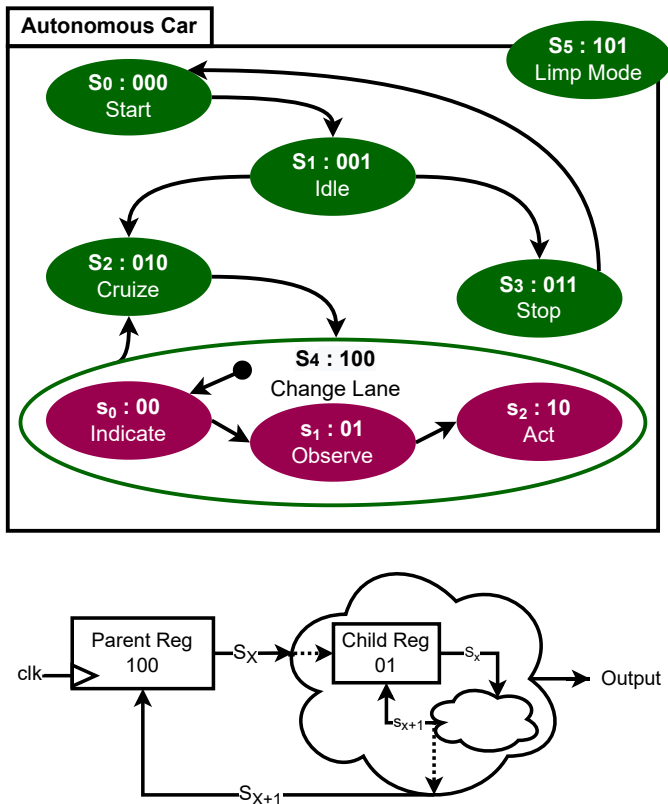 Autonomous Car
S5 : 101
Limp Mode
S0 : 000
Start
S1 : 001
Idle
S2 : 010
Cruize
S3 : 011
Stop
S4 : 100
Change Lane
s0 : 00
Indicate
s1 : 01
Observe
s2 : 10
Act
Parent Reg
100
clk
SX
Child Reg
01
sx
sx+1
Output
SX+1